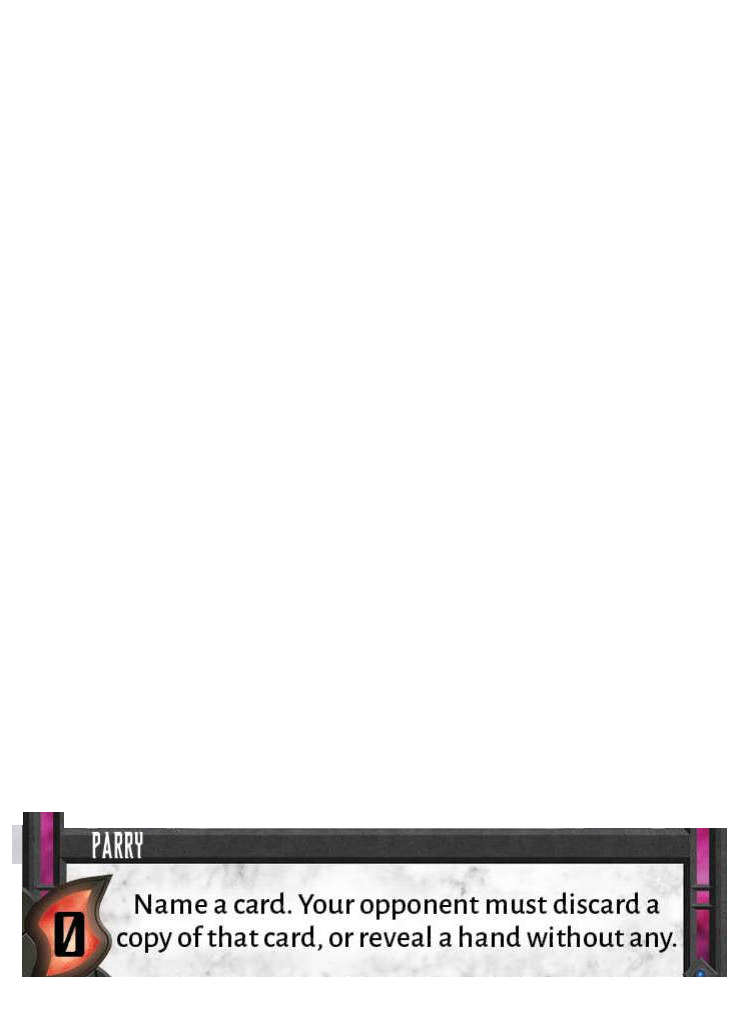 PARRY
Name a card. Your opponent must discard a
0
copy of that card, or reveal a hand without any.